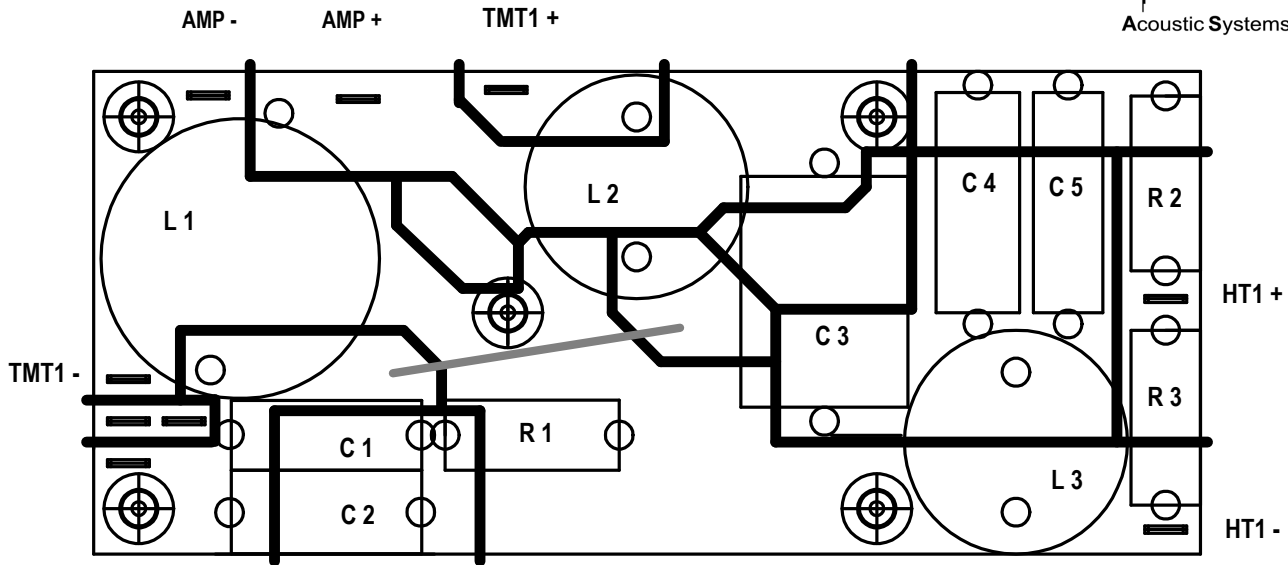 AMP - AMP + TMT1 +
Acoustic Systems
L 1
L 2
C 4
C 5
R 2
HT1 +
C 3
TMT1 -
R 3
C 1
R 1
L 3
C 2
HT1 -